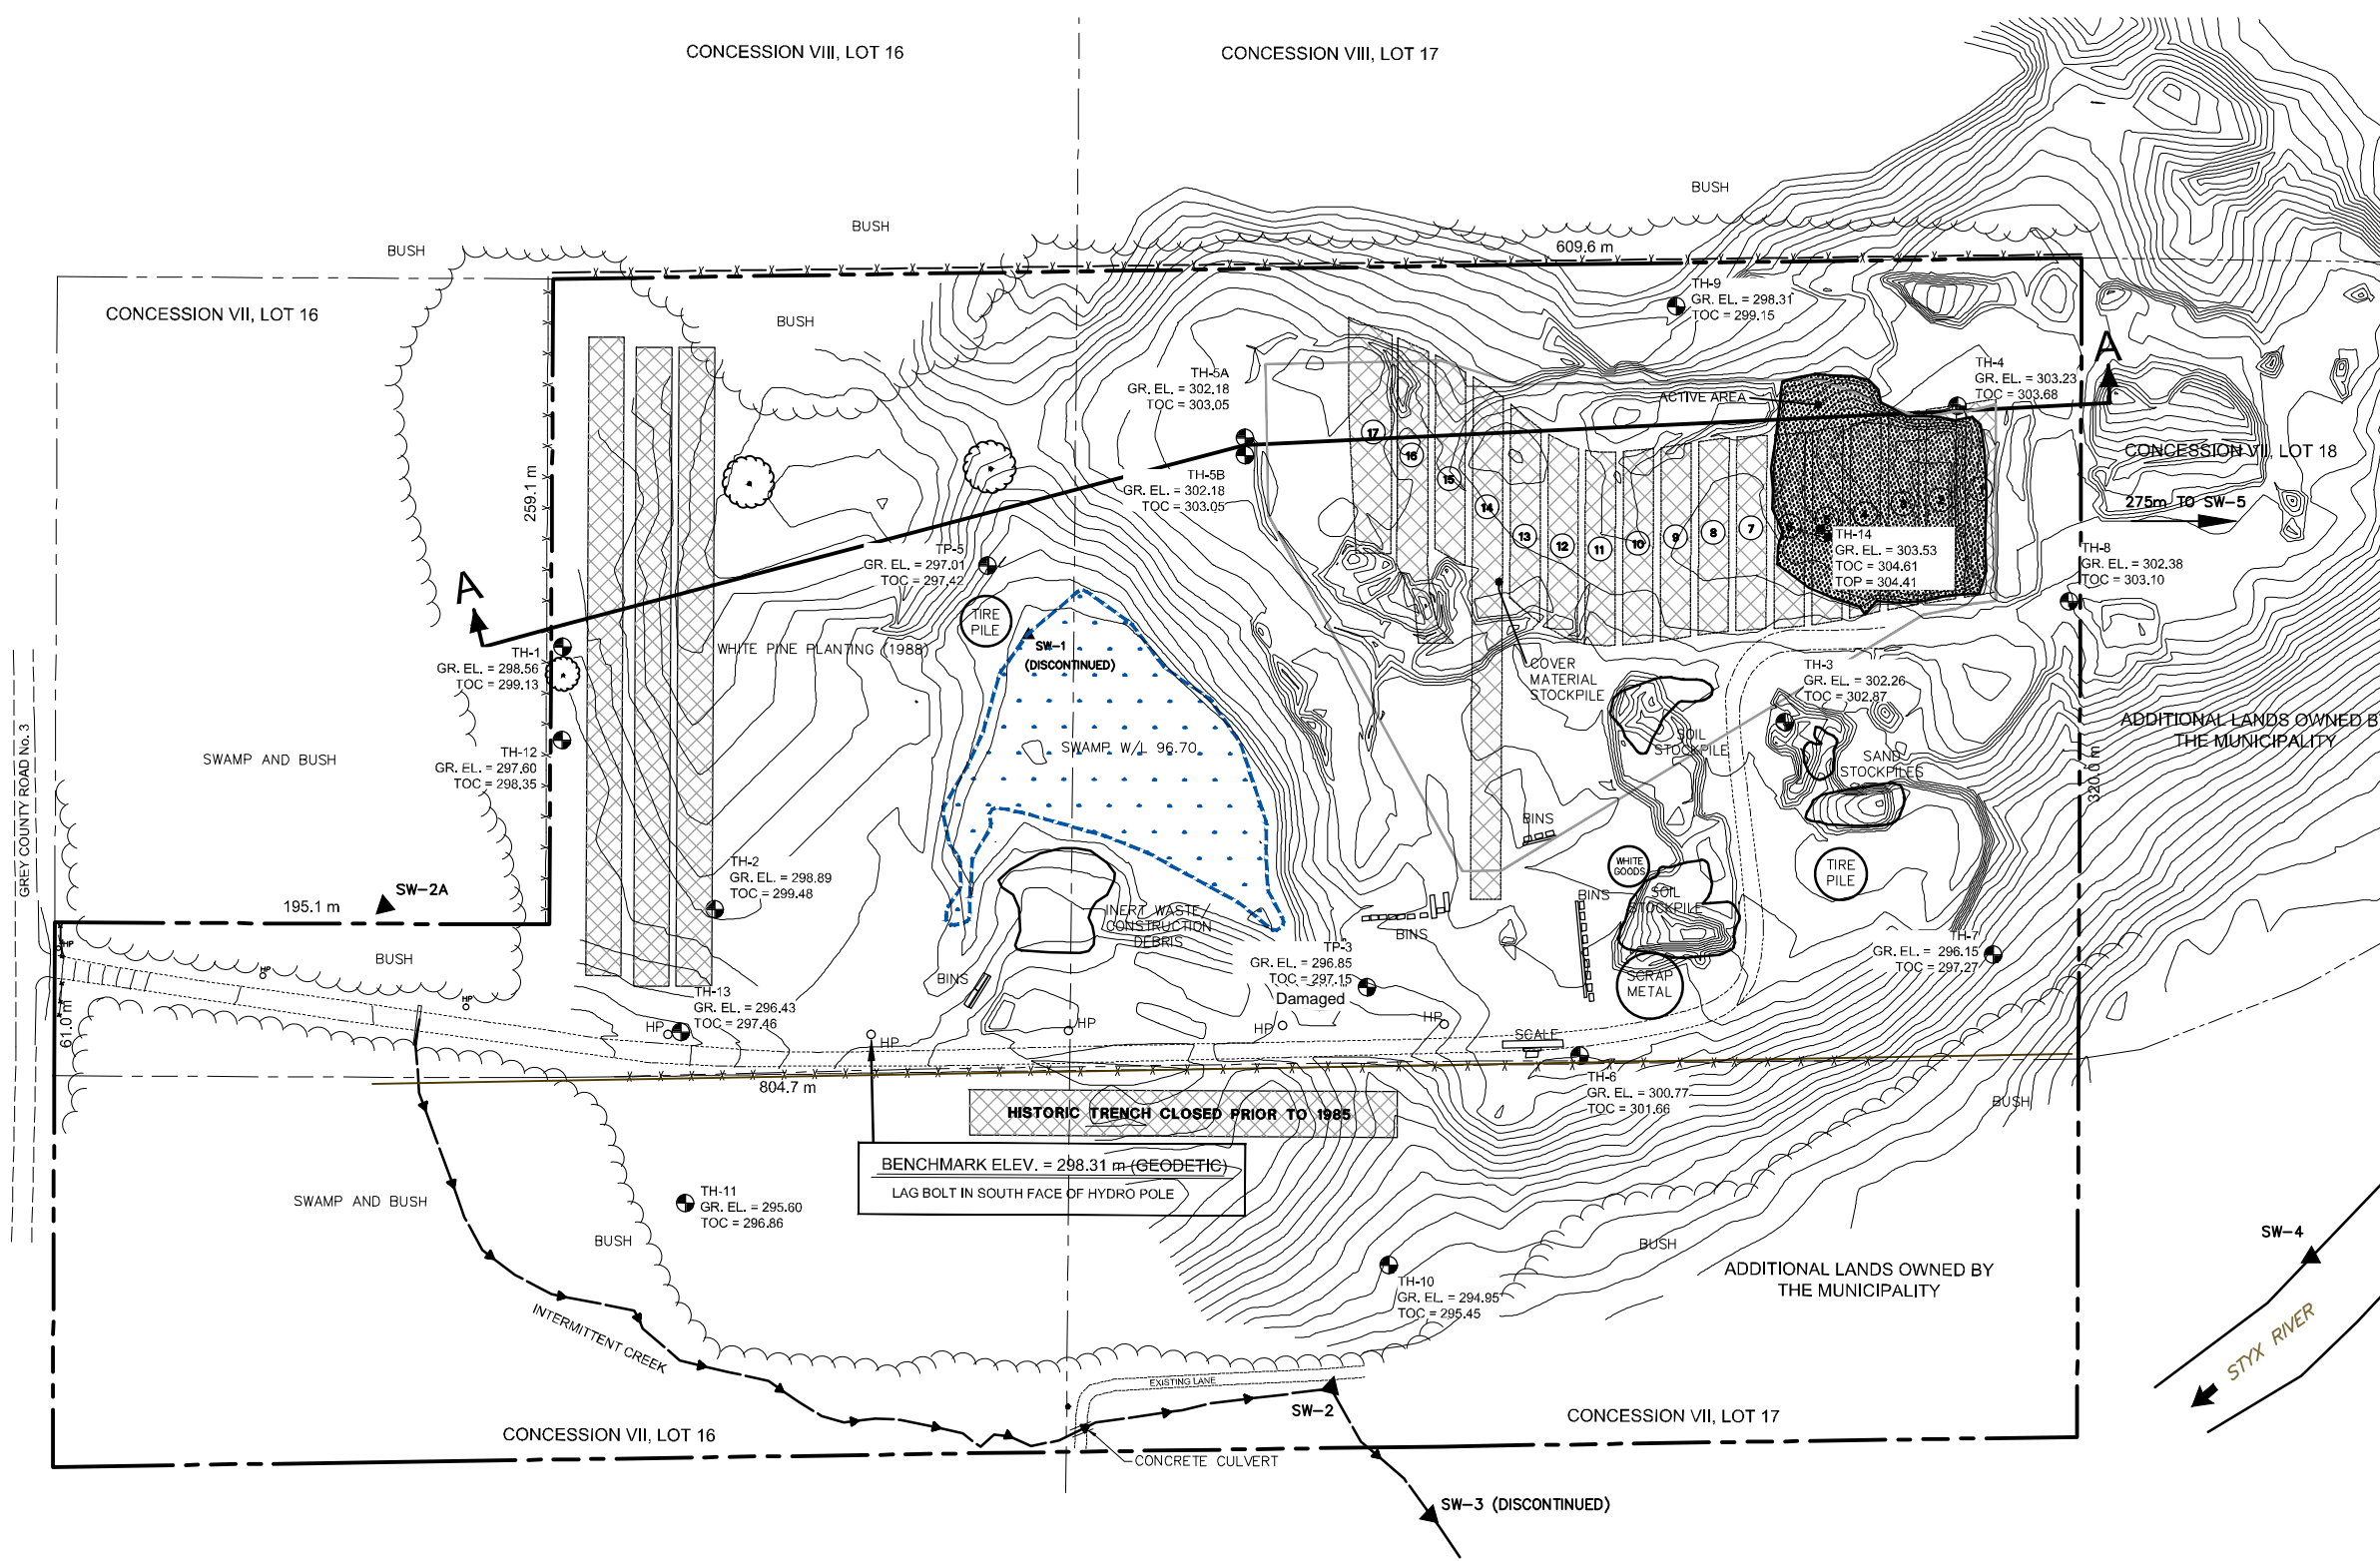 CONCESSION VIII, LOT 16
CONCESSION VIII, LOT 17
BUSH
BUSH
BUSH
609.6 m
CONCESSION VII, LOT 16
BUSH
TH-9
GR. EL. = 298.31
TOC = 299.15
TH-5A
GR. EL. = 302.18
TOC = 303.05
TH-4
GR. EL. = 303.23
TOC = 303.68
A
ACTIVE AREA
17
16
15
14
13
12
11
10
9
8
7
CONCESSION VII, LOT 18
275m TO SW-5
259.1 m
TH-5B
GR. EL. = 302.18
TOC = 303.05
TH-14
GR. EL. = 303.53
TOC = 304.61
TOP = 304.41
TH-8
GR. EL. = 302.38
TOC = 303.10
TP-5
GR. EL. = 297.01
TOC = 297.42
A
TIRE
PILE
SW-1
(DISCONTINUED)
WHITE PINE PLANTING (1988)
TH-1
GR. EL. = 298.56
TOC = 299.13
COVER
MATERIAL
STOCKPILE
TH-3
GR. EL. = 302.26
TOC = 302.87
GREY COUNTY ROAD No. 3
SWAMP AND BUSH
TH-12
GR. EL. = 297.60
TOC = 298.35
SWAMP W/L 96.70
SOIL
STOCKPILE
SAND
STOCKPILES
ADDITIONAL LANDS OWNED B
THE MUNICIPALITY
320.0 m
BINS
TH-2
GR. EL. = 298.89
TOC = 299.48
WHITE
GOODS
TIRE
PILE
SW-2A
195.1 m
INERT WASTE/
CONSTRUCTION
DEBRIS
BINS
BINS
SOIL
STOCKPILE
HP
HP
HP
BUSH
TP-3
GR. EL. = 296.85
TOC = 297.15
Damaged
TH-7
GR. EL. = 296.15
TOC = 297.27
SCRAP
METAL
BINS
61.0 m
TH-13
GR. EL. = 296.43
TOC = 297.46
HP
HP
HP
HP
HP
SCALE
804.7 m
TH-6
GR. EL. = 300.77
TOC = 301.66
BUSH
HISTORIC TRENCH CLOSED PRIOR TO 1985
BENCHMARK ELEV. = 298.31 m (GEODETIC)
LAG BOLT IN SOUTH FACE OF HYDRO POLE
SWAMP AND BUSH
TH-11
GR. EL. = 295.60
TOC = 296.86
BUSH
BUSH
SW-4
ADDITIONAL LANDS OWNED BY
THE MUNICIPALITY
TH-10
GR. EL. = 294.95
TOC = 295.45
INTERMITTENT CREEK
STYX RIVER
EXISTING LANE
SW-2
CONCESSION VII, LOT 16
CONCESSION VII, LOT 17
CONCRETE CULVERT
SW-3 (DISCONTINUED)